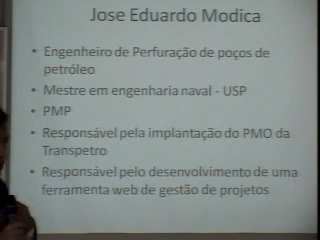 Jose Eduardo Modica
• Engenheiro de Perfuração de poços de
petróleo
• Mestre em engenharia naval - USP
• PMP
• Responsável pela implantação do PMO da
Transpetro
• Responsável pelo desenvolvimento de uma
ferramenta web de gestão de projetos